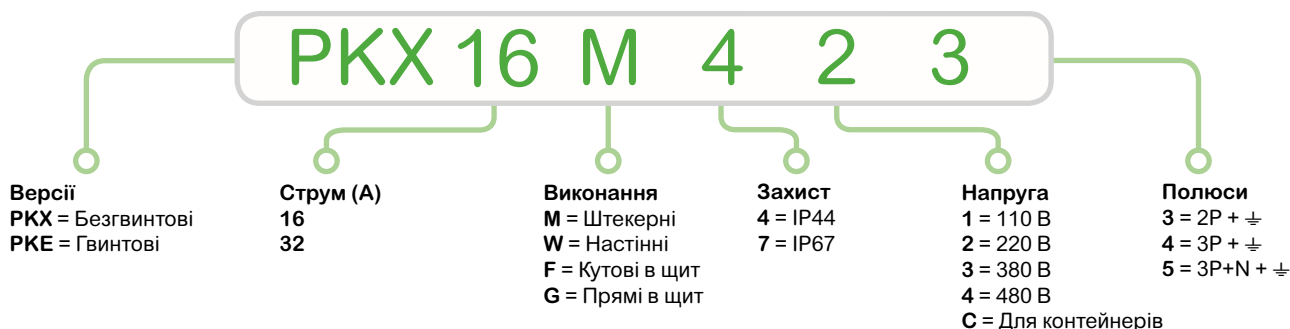 PKX 16 M 4 2 3
Версії
PKX = Безгвинтові
PKE = Гвинтові
Струм (А)
16
32
Виконання
M = Штекерні
W = Настінні
F = Кутові в щит
G = Прямі в щит
Захист
4 = IP44
7 = IP67
Напруга
1 = 110 В
2 = 220 В
3 = 380 В
4 = 480 В
C = Для контейнерів
Полюси
3 = 2P + ⏚
4 = 3P + ⏚
5 = 3P+N + ⏚